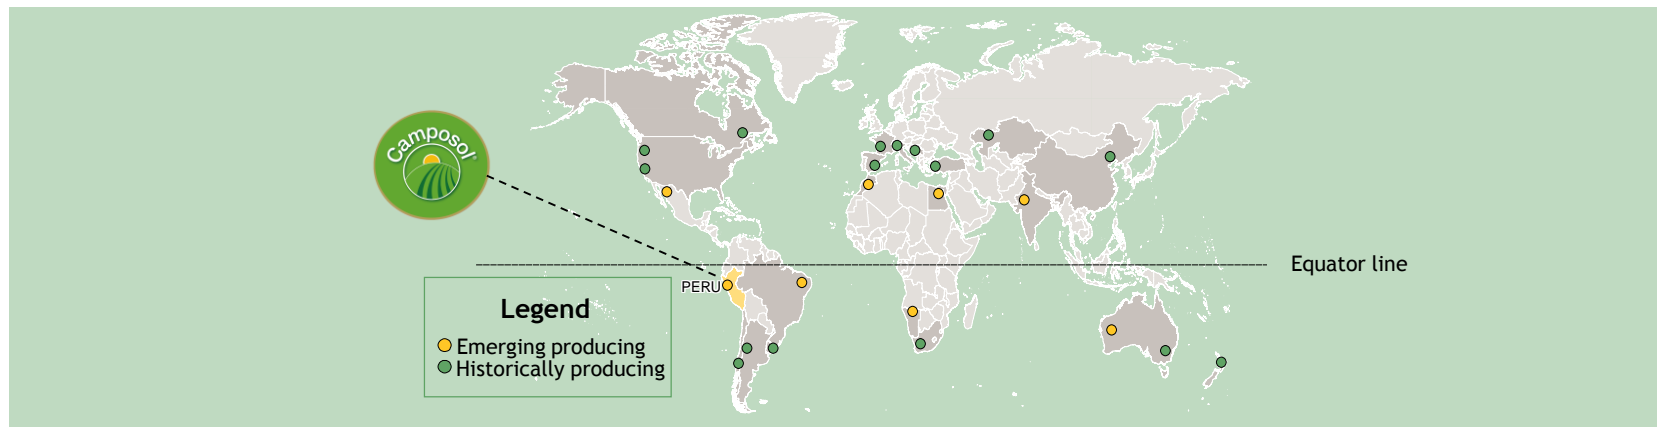 Camposol®
Equator line
PERU
Legend
Emerging producing
Historically producing